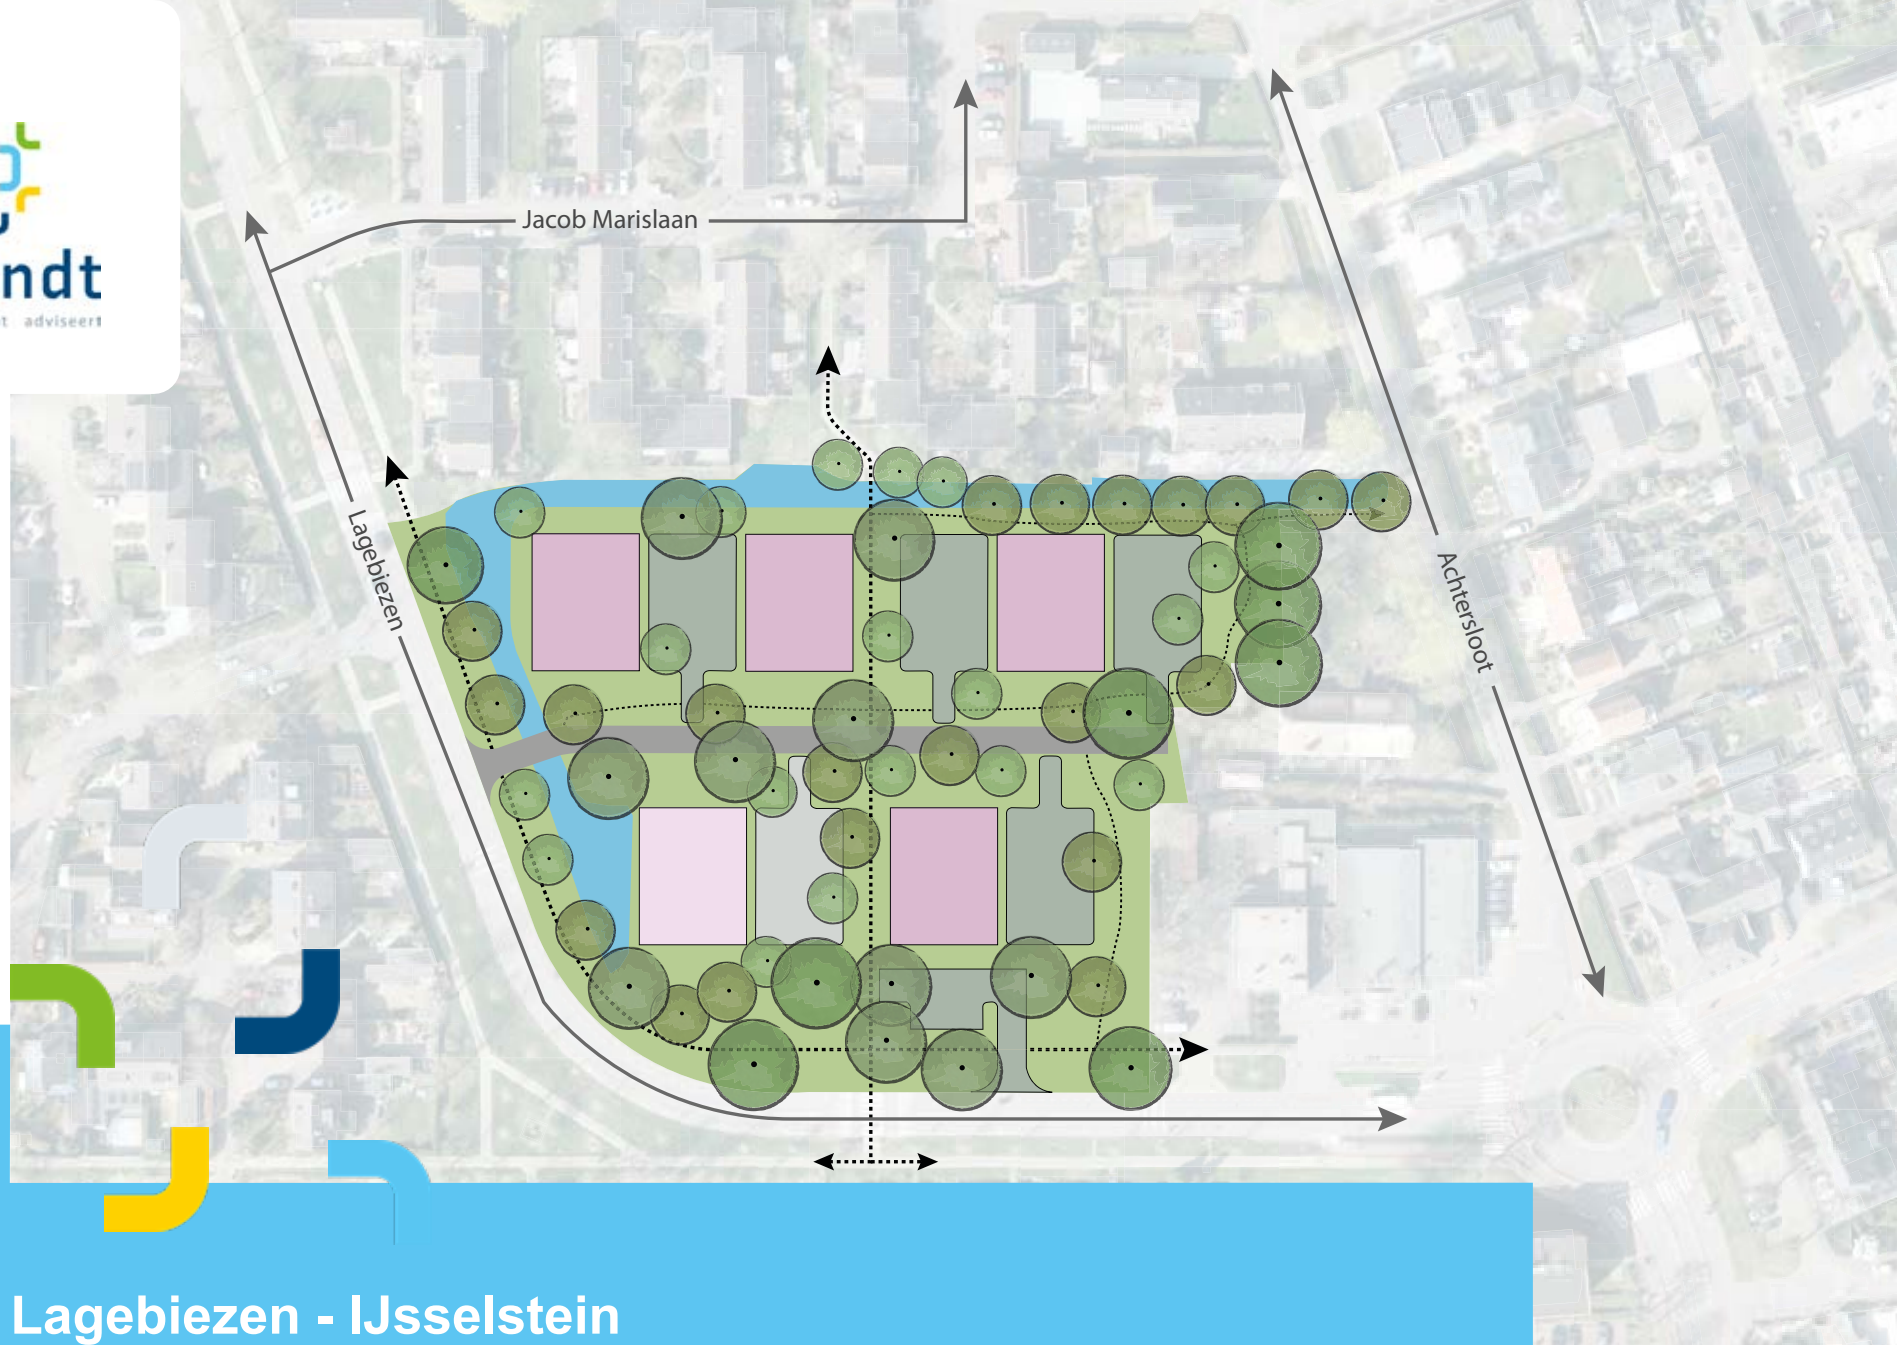 ndt
t adviseert
Jacob Marislaan
Lagebiezen
Achtersloot
Lagebiezen - IJsselstein